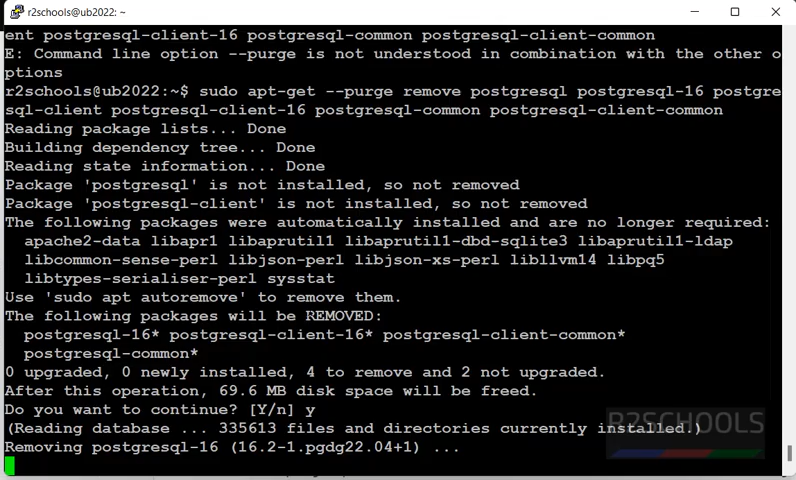 r2schools@ub2022: ~
ent postgresql-client-16 postgresql-common postgresql-client-common
E: Command line option --purge is not understood in combination with the other o
ptions
r2schools@ub2022:~$ sudo apt-get --purge remove postgresql postgresql-16 postgre
sql-client postgresql-client-16 postgresql-common postgresql-client-common
Reading package lists... Done
Building dependency tree... Done
Reading state information... Done
Package 'postgresql' is not installed, so not removed
Package 'postgresql-client' is not installed, so not removed
The following packages were automatically installed and are no longer required:
  apache2-data libapr1 libaprutil1 libaprutil1-dbd-sqlite3 libaprutil1-ldap
  libcommon-sense-perl libjson-perl libjson-xs-perl libllvm14 libpq5
  libtypes-serialiser-perl sysstat
Use 'sudo apt autoremove' to remove them.
The following packages will be REMOVED:
  postgresql-16* postgresql-client-16* postgresql-client-common*
  postgresql-common*
0 upgraded, 0 newly installed, 4 to remove and 2 not upgraded.
After this operation, 69.6 MB disk space will be freed.
Do you want to continue? [Y/n] y
(Reading database ... 335613 files and directories currently installed.)
Removing postgresql-16 (16.2-1.pgdg22.04+1) ...
R2SCHOOLS